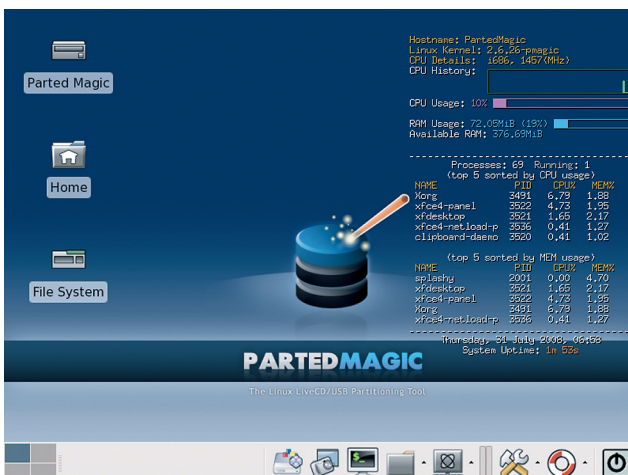 Parted Magic
Home
File System
Hostname: PartedMagic
Linux Kernel: 2.6.26-pmagic
CPU Details: i686, 1457(MHz)
CPU History:
CPU Usage: 10%
RAM Usage: 72.05MiB (19%)
Available RAM: 376.69MiB
Processes: 69 Running: 1
(top 5 sorted by CPU usage)
NAME PID CPU% MEM%
Xorg 3491 6.79 1.88
xfce4-panel 3522 4.73 1.95
xfdesktop 3521 1.65 2.17
xfce4-netload-p 3536 0.41 1.27
clipboard-daemo 3520 0.41 1.02
(top 5 sorted by MEM usage)
NAME PID CPU% MEM%
splashy 2001 0.00 4.70
xfdesktop 3521 1.65 2.17
xfce4-panel 3522 4.73 1.95
Xorg 3491 6.79 1.88
xfce4-netload-p 3536 0.41 1.27
Thursday, 31 July 2008, 06:53
System Uptime: 1m 53s
PARTEDMAGIC
The Linux LiveCD/USB Partitioning Tool